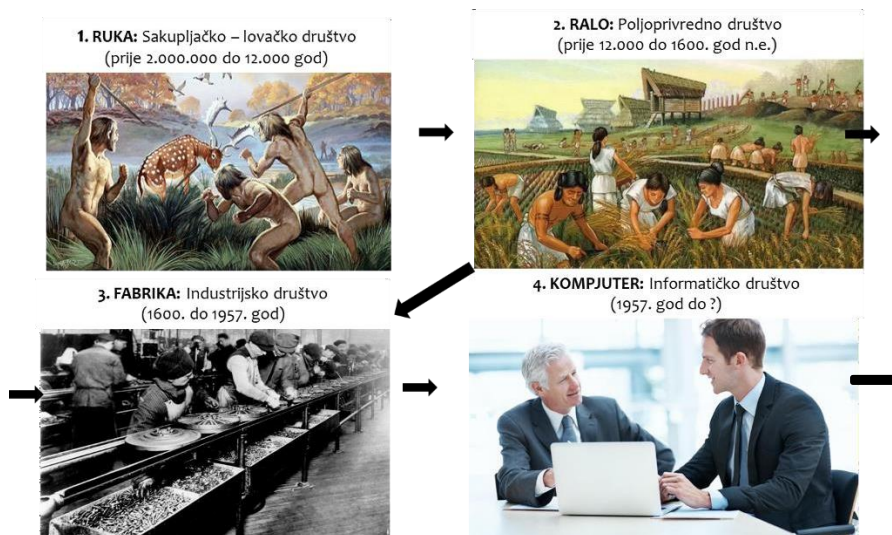 1. RUKA: Sakupljačko – lovačko društvo
(prije 2.000.000 do 12.000 god)
2. RALO: Poljoprivredno društvo
(prije 12.000 do 1600. god n.e.)
3. FABRIKA: Industrijsko društvo
(1600. do 1957. god)
4. KOMPJUTER: Informatičko društvo
(1957. god do ?)